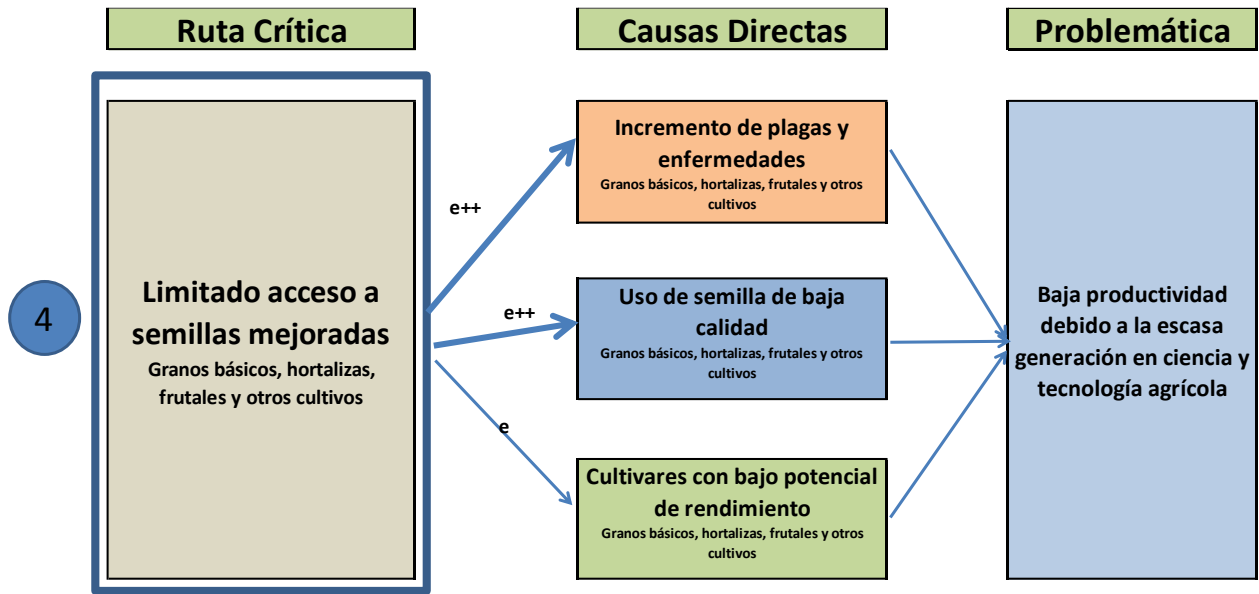 Ruta Crítica
Causas Directas
Problemática
4
Limitado acceso a
semillas mejoradas
Granos básicos, hortalizas,
frutales y otros cultivos
e++
e++
e
Incremento de plagas y
enfermedades
Granos básicos, hortalizas, frutales y otros
cultivos
Uso de semilla de baja
calidad
Granos básicos, hortalizas, frutales y otros
cultivos
Cultivares con bajo potencial
de rendimiento
Granos básicos, hortalizas, frutales y otros
cultivos
Baja productividad
debido a la escasa
generación en ciencia y
tecnología agrícola